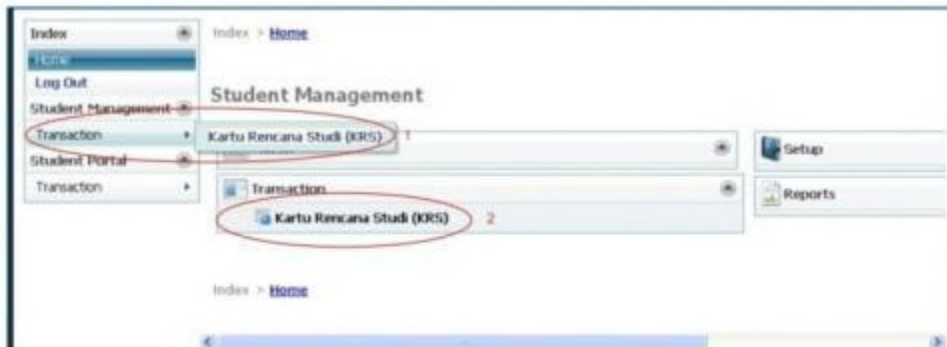 Index
Home
Log Out
Student Management
Transaction
Student Portal
Transaction
Index > Home
Student Management
Kartu Rencana Studi (KRS) 1
Transaction
Kartu Rencana Studi (KRS) 2
Setup
Reports
Index > Home